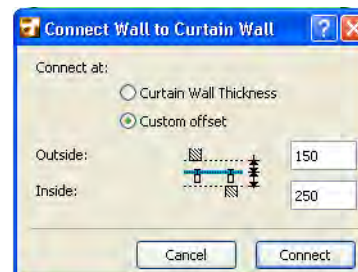 Connect Wall to Curtain Wall
Connect at:
Curtain Wall Thickness
Custom offset
Outside: 150
Inside: 250
Cancel Connect